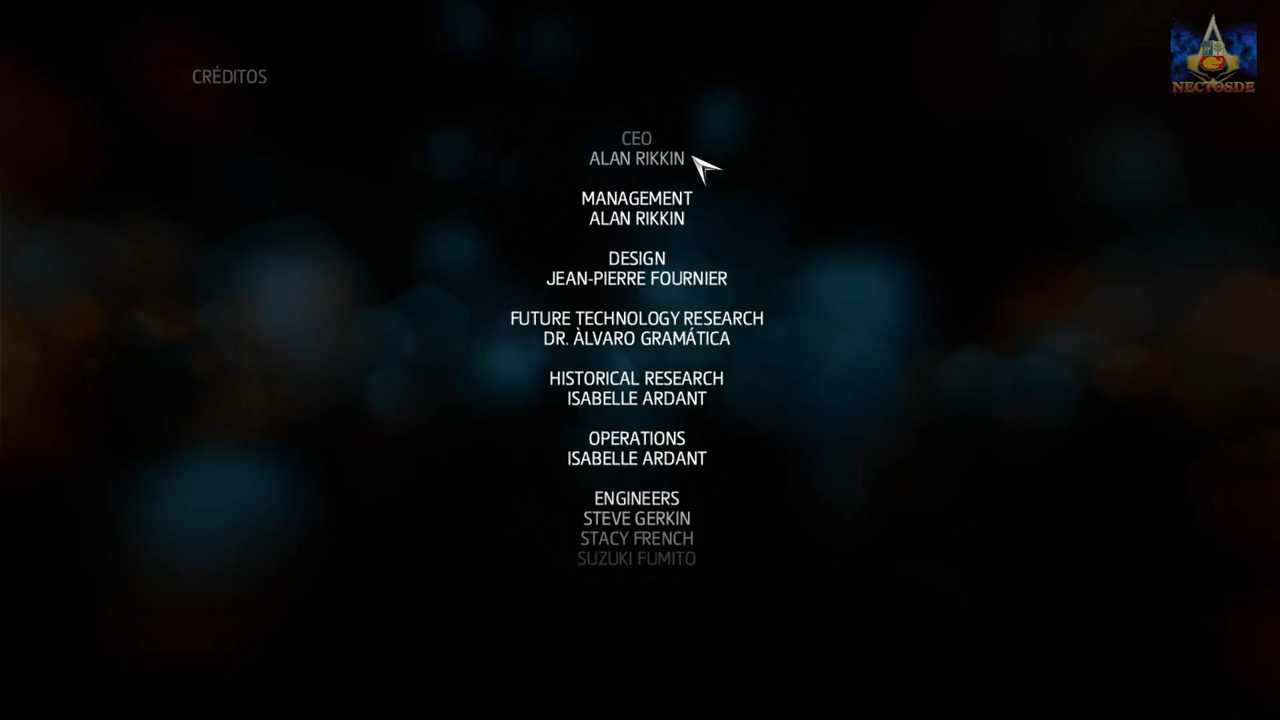 NECTOSDE
CRÉDITOS
CEO
ALAN RIKKIN
MANAGEMENT
ALAN RIKKIN
DESIGN
JEAN-PIERRE FOURNIER
FUTURE TECHNOLOGY RESEARCH
DR. ÀLVARO GRAMÁTICA
HISTORICAL RESEARCH
ISABELLE ARDANT
OPERATIONS
ISABELLE ARDANT
ENGINEERS
STEVE GERKIN
STACY FRENCH
SUZUKI FUMITO